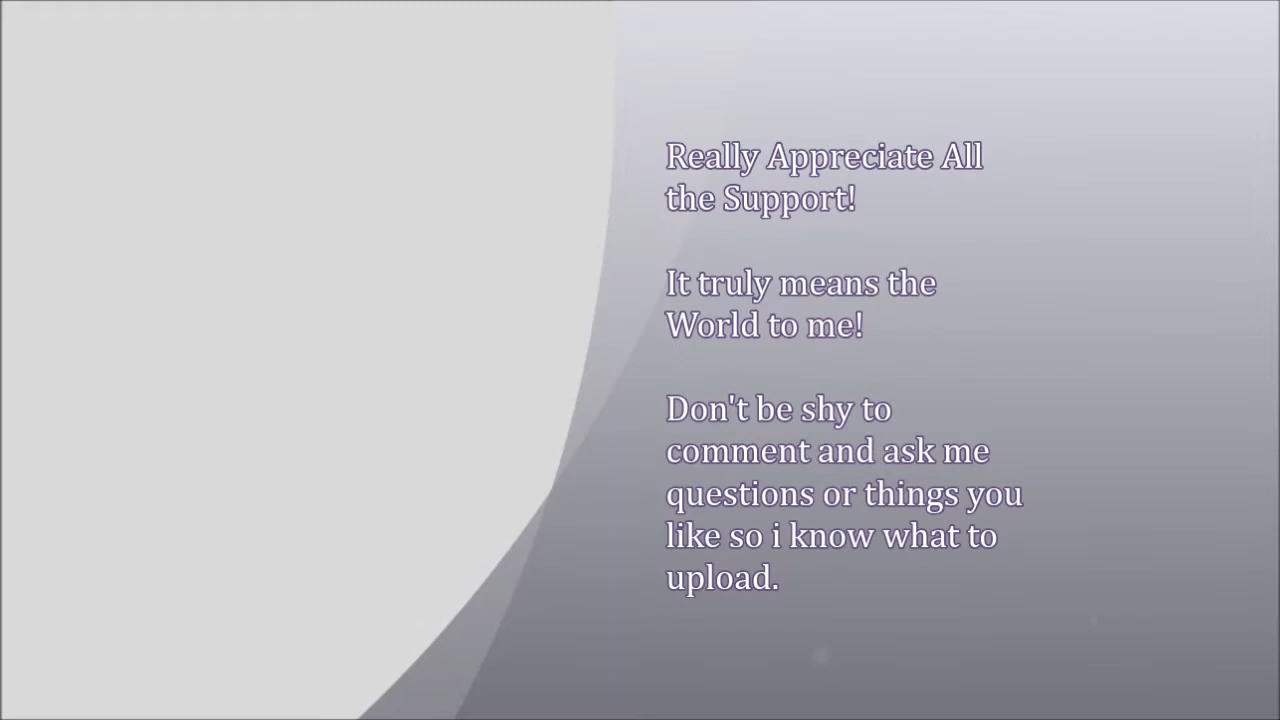 Really Appreciate All
the Support!
It truly means the
World to me!
Don't be shy to
comment and ask me
questions or things you
like so i know what to
upload.